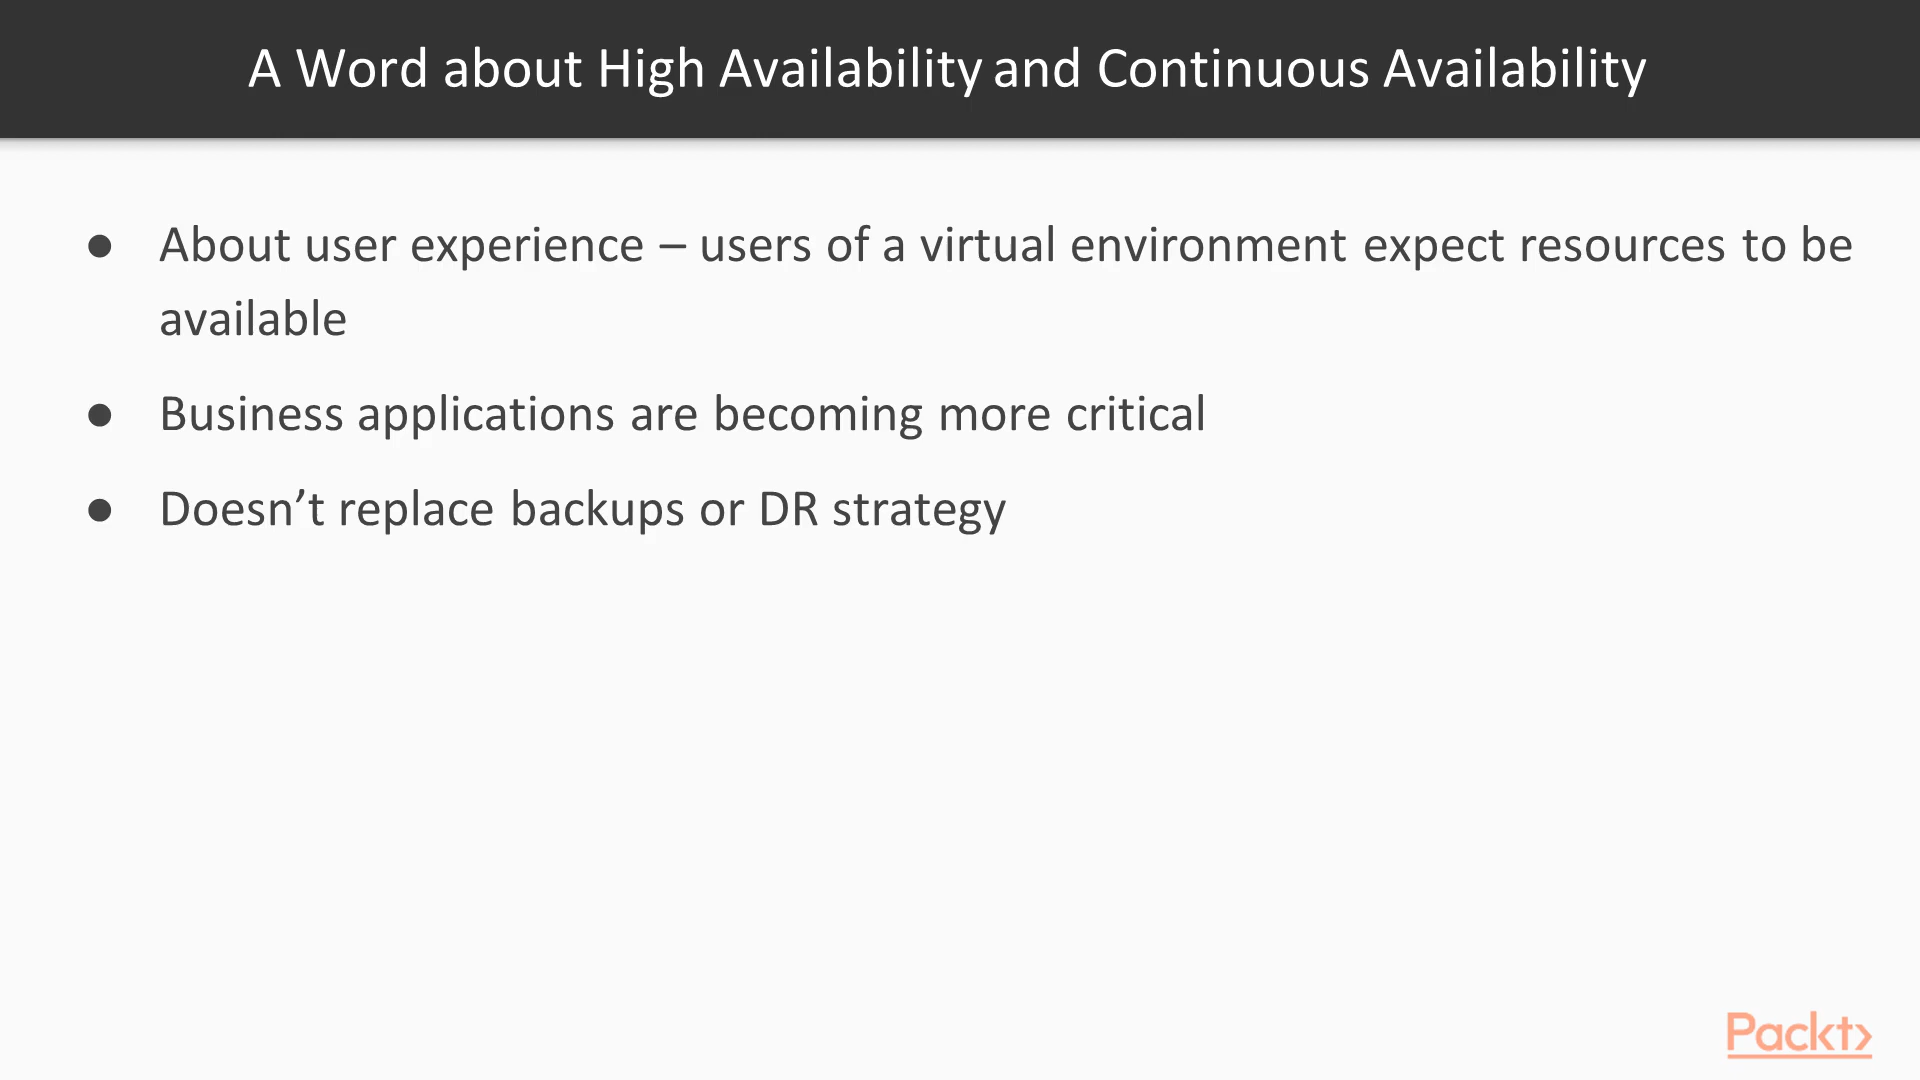 A Word about High Availability and Continuous Availability
● About user experience – users of a virtual environment expect resources to be
available
● Business applications are becoming more critical
● Doesn’t replace backups or DR strategy
Packt>